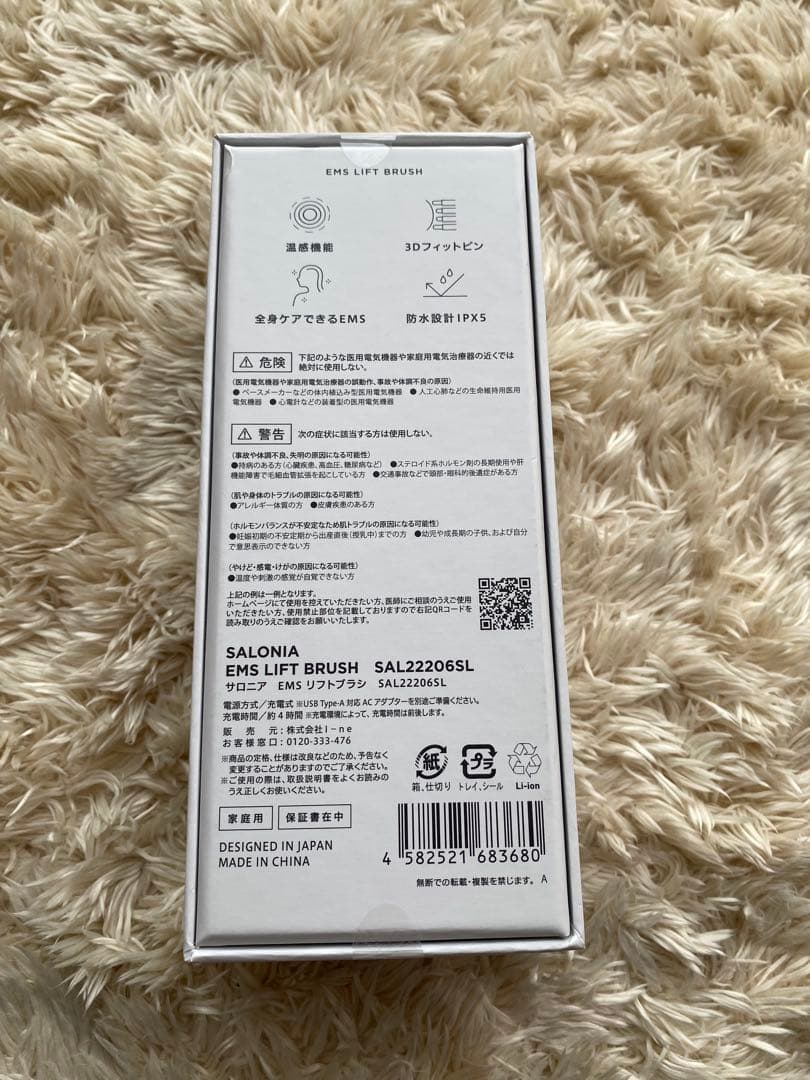 EMS LIFT BRUSH
温感機能
3Dフィットピン
全身ケアできるEMS
防水設計IPX5
⚠ 危険
下記のような医用電気機器や家庭用電気治療器の近くでは
絶対に使用しない。
(医用電気機器や家庭用電気治療器の誤動作、事故や体調不良の原因)
●ペースメーカーなどの体内植込み型医用電気機器 ●人工心肺などの生命維持用医用
電気機器 ●心電計などの装着型の医用電気機器
⚠ 警告
次の症状に該当する方は使用しない。
(事故や体調不良、失明の原因になる可能性)
●持病のある方(心臓疾患、高血圧、糖尿病など) ●ステロイド系ホルモン剤の長期使用や肝
機能障害で毛細血管拡張を起こしている方 ●交通事故などで頭部・眼科的後遺症がある方
(肌や身体のトラブルの原因になる可能性)
●アレルギー体質の方 ●皮膚疾患のある方
(ホルモンバランスが不安定なため肌トラブルの原因になる可能性)
●妊娠初期の不安定期から出産直後(授乳中)までの方 ●幼児や成長期の子供、および自分
で意思表示のできない方
(やけど・感電・けがの原因になる可能性)
●温度や刺激の感覚が自覚できない方
上記の例は一例となります。
ホームページにて使用を控えていただきたい方、医師にご相談のうえご使用
いただきたい方、使用禁止部位を記載しておりますので右記QRコードを
読み取りのうえご確認をお願いいたします。
SALONIA
EMS LIFT BRUSH SAL22206SL
サロニア EMS リフトブラシ SAL22206SL
電源方式/充電式 ※USB Type-A 対応 AC アダプターを別途ご準備ください。
充電時間/約4時間 ※充電環境によって、充電時間は前後します。
販売元:株式会社I-ne
お客様窓口:0120-333-476
※商品の定格、仕様は改良などのため、予告なく
変更することがありますのでご了承ください。
※ご使用の際は、取扱説明書をよくお読みの
うえ正しくお使いください。
紙
箱、仕切り
プラ
トレイ、シール
Li-ion
家庭用
保証書在中
DESIGNED IN JAPAN
MADE IN CHINA
4 582521 683680
無断での転載・複製を禁じます。 A